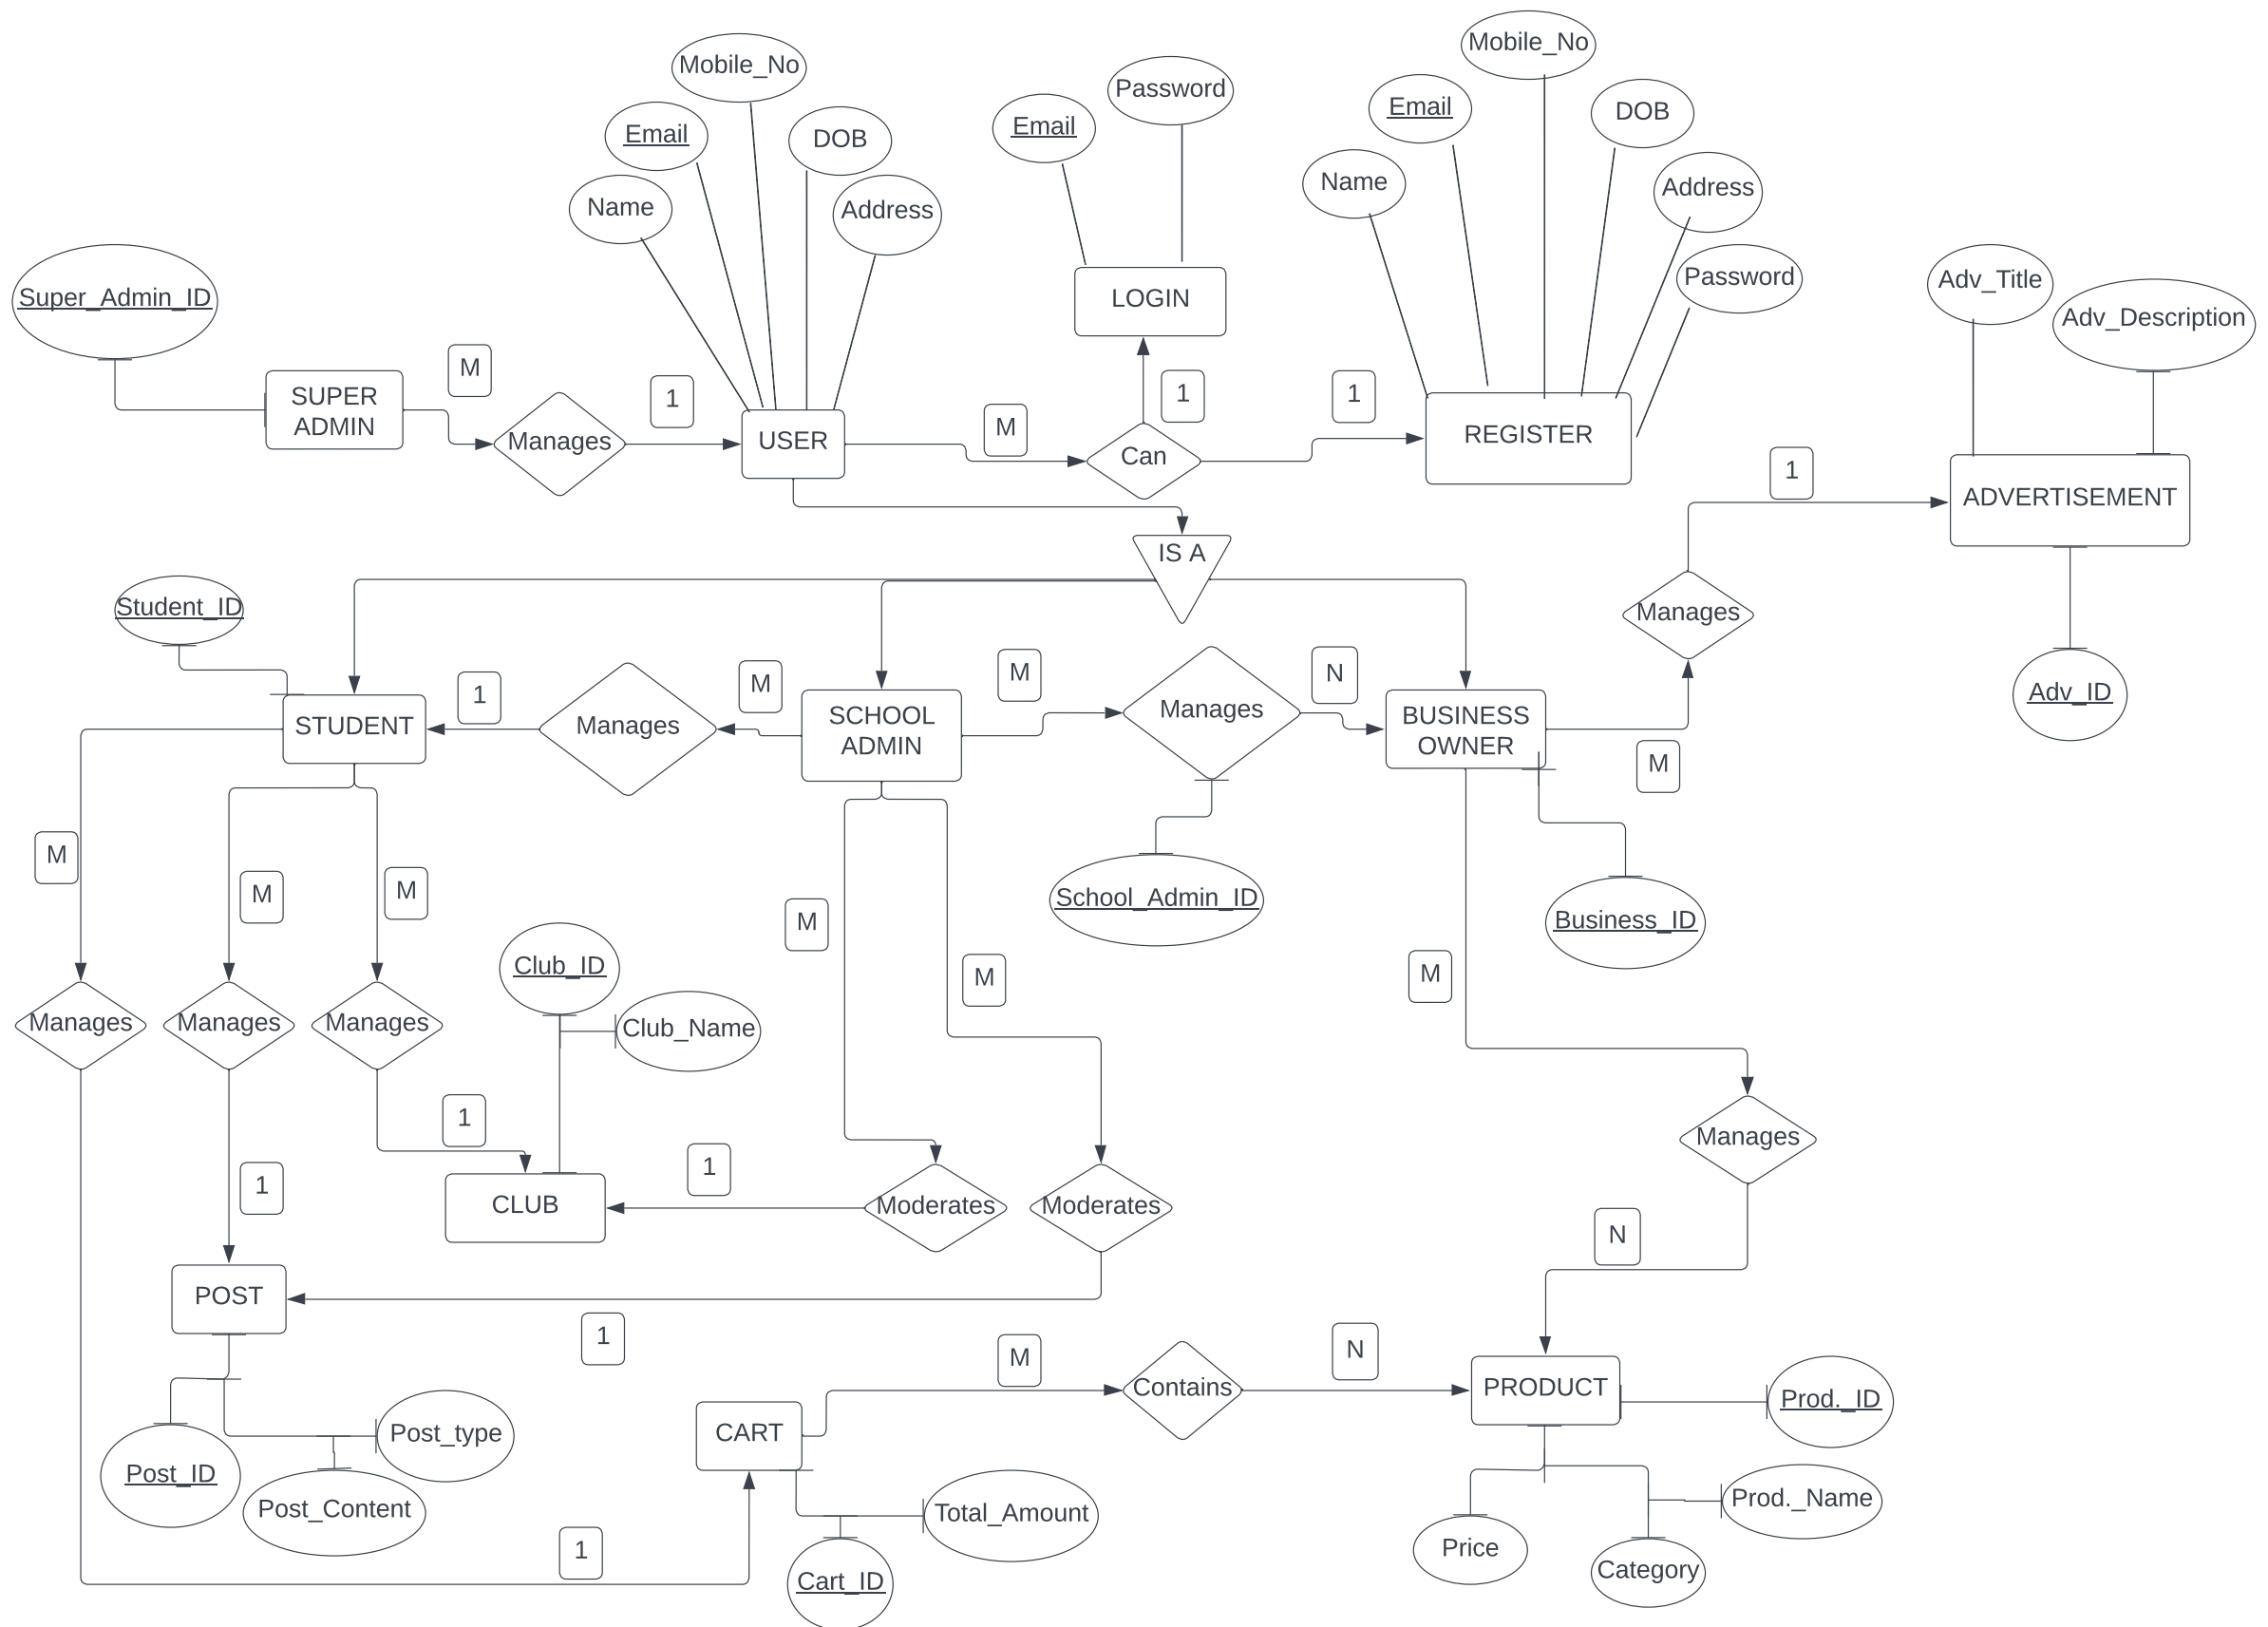 Mobile_No
Mobile_No
Password
Email
Email
Email
DOB
DOB
Name
Address
Name
Address
Super_Admin_ID
LOGIN
Password
Adv_Title
Adv_Description
SUPER
ADMIN
M
Manages
1
USER
M
Can
1
1
REGISTER
1
ADVERTISEMENT
IS A
Student_ID
Manages
Adv_ID
STUDENT
1
Manages
M
SCHOOL
ADMIN
M
Manages
N
BUSINESS
OWNER
M
M
M
M
School_Admin_ID
Business_ID
M
M
M
Club_ID
Club_Name
Manages
Manages
Manages
1
1
Manages
1
CLUB
Moderates
Moderates
N
POST
1
M
Contains
N
PRODUCT
Prod._ID
CART
Post_type
Post_ID
Post_Content
Total_Amount
Prod._Name
Price
Category
1
Cart_ID